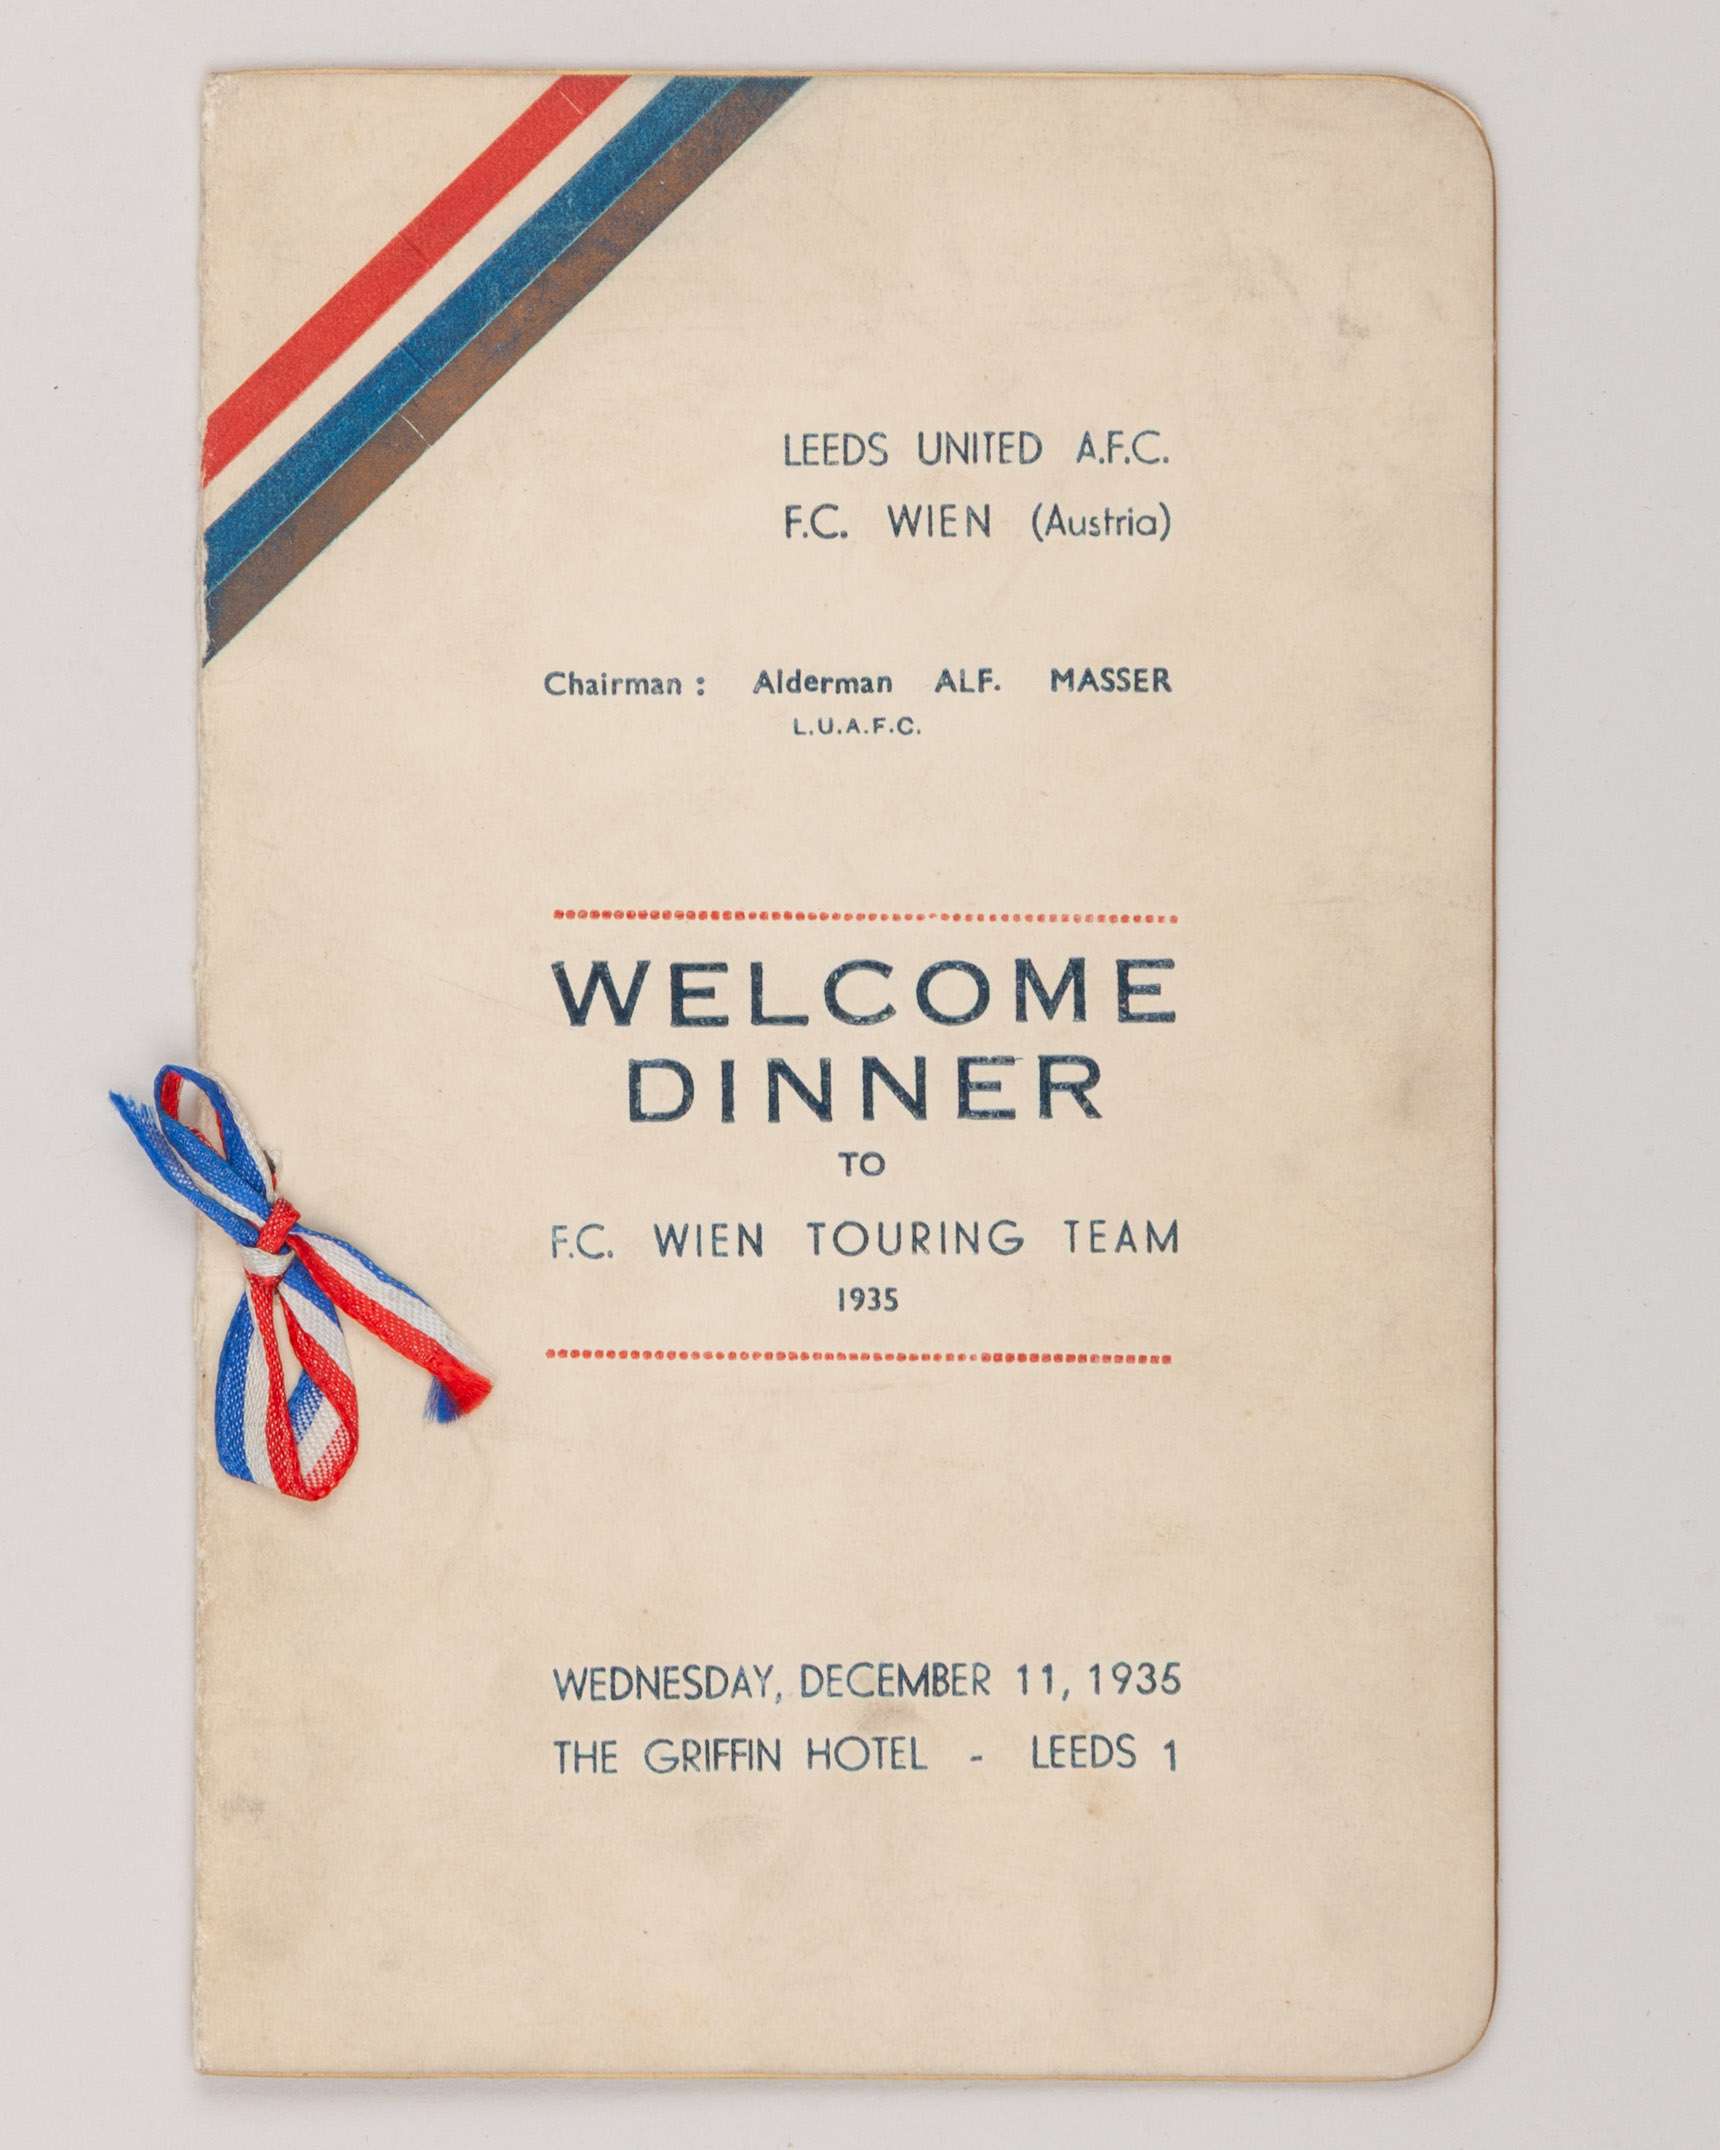 LEEDS UNITED A.F.C.
F.C. WIEN (Austria)
Chairman : Alderman ALF. MASSER
L.U.A.F.C.
WELCOME
DINNER
TO
F.C. WIEN TOURING TEAM
1935
WEDNESDAY, DECEMBER 11, 1935
THE GRIFFIN HOTEL - LEEDS 1